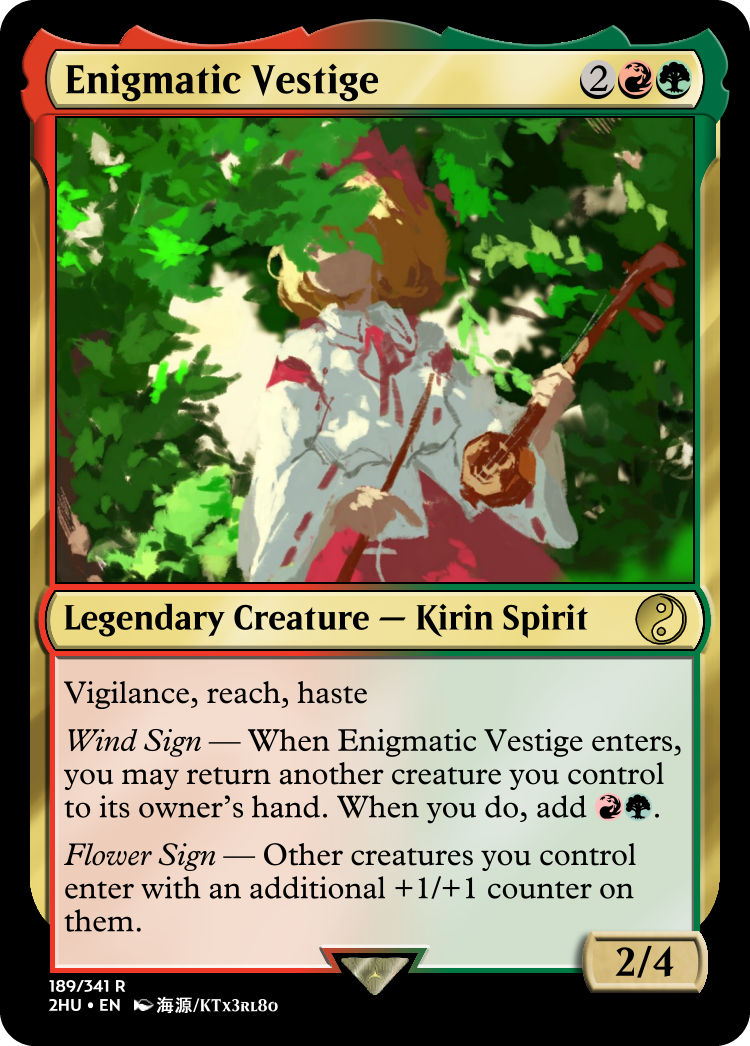 Enigmatic Vestige 2
Legendary Creature — Kirin Spirit
Vigilance, reach, haste
Wind Sign — When Enigmatic Vestige enters,
you may return another creature you control
to its owner's hand. When you do, add .
Flower Sign — Other creatures you control
enter with an additional +1/+1 counter on
them.
2/4
189/341 R
2HU • EN 海源/KTx3RL80